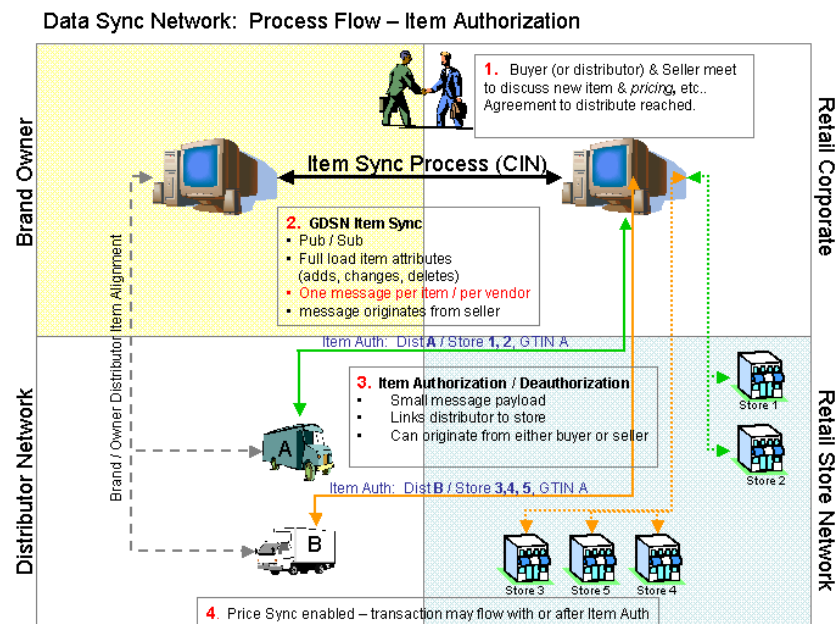 Data Sync Network:  Process Flow – Item Authorization
1.   Buyer (or distributor) & Seller meet
to discuss new item & pricing, etc..
Agreement to distribute reached.
Brand Owner
Retail Corporate
Item Sync Process (CIN)
2.  GDSN Item Sync
• Pub / Sub
• Full load item attributes
(adds, changes, deletes)
• One message per item / per vendor
• message originates from seller
Brand / Owner Distributor Item Alignment
Item Auth:  Dist A / Store 1, 2, GTIN A
3.  Item Authorization / Deauthorization
• Small message payload
• Links distributor to store
• Can originate from either buyer or seller
Distributor Network
Retail Store Network
A
Store 1
Store 2
Item Auth:  Dist B / Store 3,4, 5, GTIN A
B
Store 3
Store 5
Store 4
4.  Price Sync enabled – transaction may flow with or after Item Auth